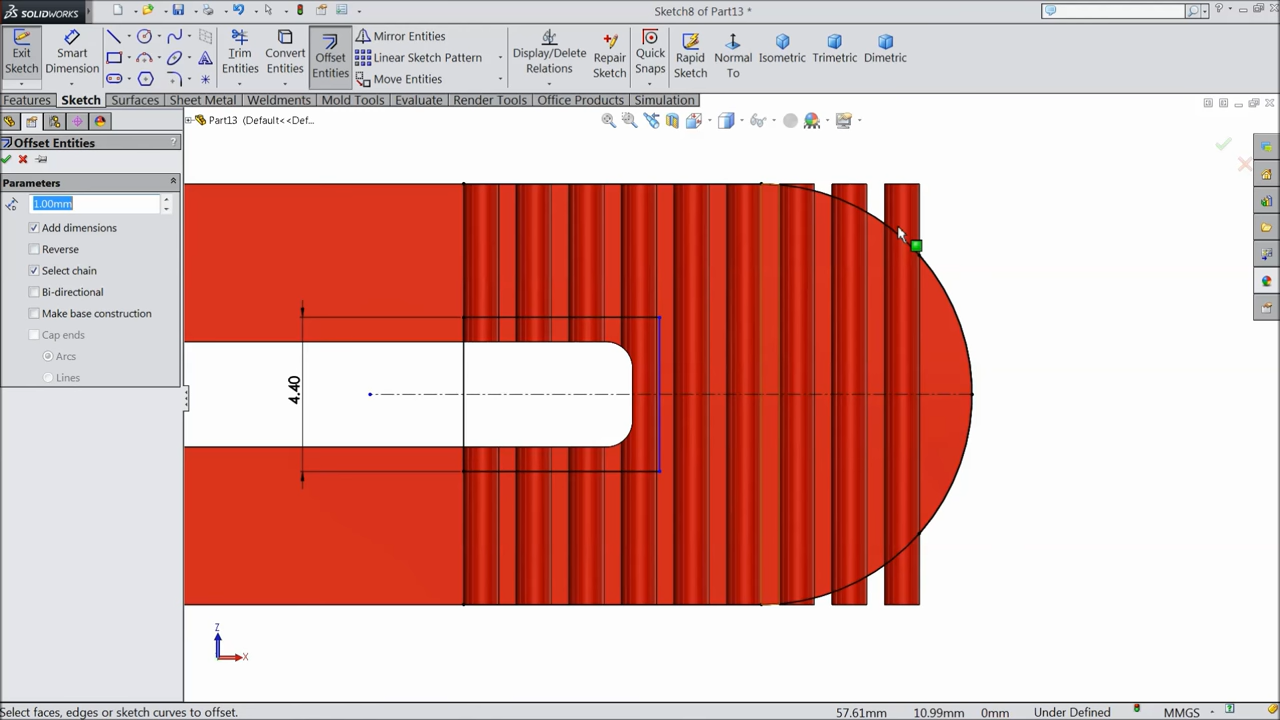 SOLIDWORKS
Sketch8 of Part13 *
Exit Sketch
Smart Dimension
Trim Entities
Convert Entities
Offset Entities
Mirror Entities
Linear Sketch Pattern
Move Entities
Display/Delete Relations
Repair Sketch
Quick Snaps
Rapid Sketch
Normal To
Isometric
Trimetric
Dimetric
Features
Sketch
Surfaces
Sheet Metal
Weldments
Mold Tools
Evaluate
Render Tools
Office Products
Simulation
Part13 (Default<<Def...
Offset Entities
?
Parameters
1.00mm
Add dimensions
Reverse
Select chain
Bi-directional
Make base construction
Cap ends
Arcs
Lines
4.40
Z
X
Select faces, edges or sketch curves to offset.
57.61mm
10.99mm
0mm
Under Defined
MMGS